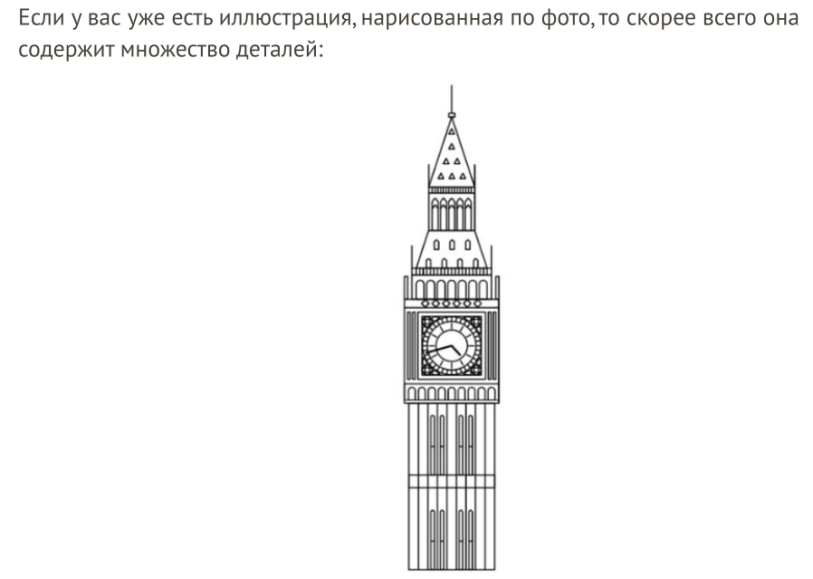 Если у вас уже есть иллюстрация, нарисованная по фото, то скорее всего она
содержит множество деталей: